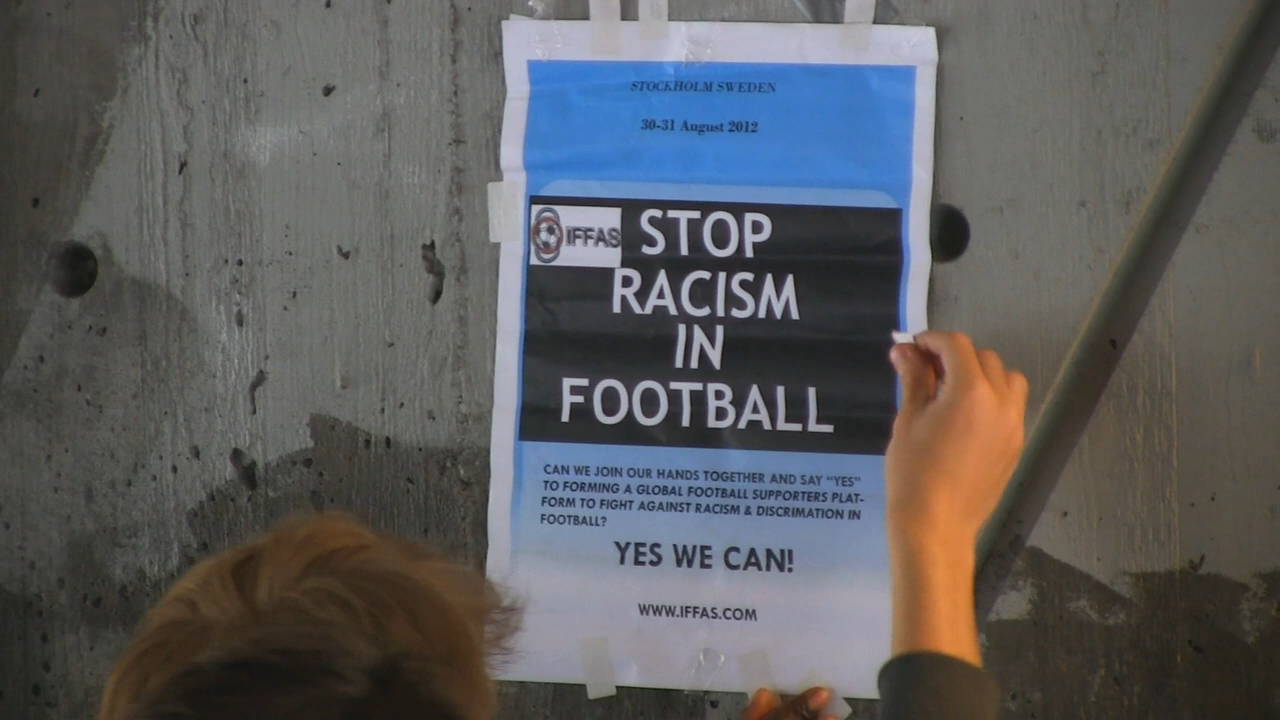 STOCKHOLM SWEDEN
30-31 August 2012
IFFAS
STOP
RACISM
IN
FOOTBALL
CAN WE JOIN OUR HANDS TOGETHER AND SAY "YES"
TO FORMING A GLOBAL FOOTBALL SUPPORTERS PLAT-
FORM TO FIGHT AGAINST RACISM & DISCRIMATION IN
FOOTBALL?
YES WE CAN!
WWW.IFFAS.COM